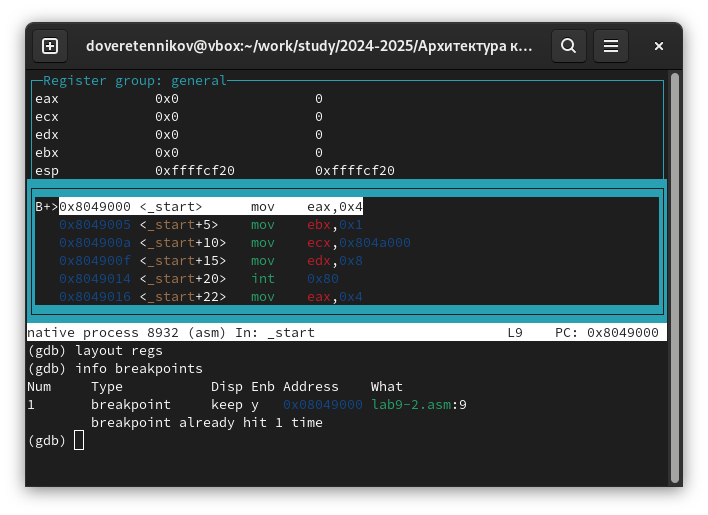 doveretennikov@vbox:~/work/study/2024-2025/Архитектура к...
Register group: general
eax 0x0 0
ecx 0x0 0
edx 0x0 0
ebx 0x0 0
esp 0xffffcf20 0xffffcf20
B+>0x8049000 <_start> mov eax,0x4
0x8049005 <_start+5> mov ebx,0x1
0x804900a <_start+10> mov ecx,0x804a000
0x804900f <_start+15> mov edx,0x8
0x8049014 <_start+20> int 0x80
0x8049016 <_start+22> mov eax,0x4
native process 8932 (asm) In: _start L9 PC: 0x8049000
(gdb) layout regs
(gdb) info breakpoints
Num Type Disp Enb Address What
1 breakpoint keep y 0x08049000 lab9-2.asm:9
breakpoint already hit 1 time
(gdb)